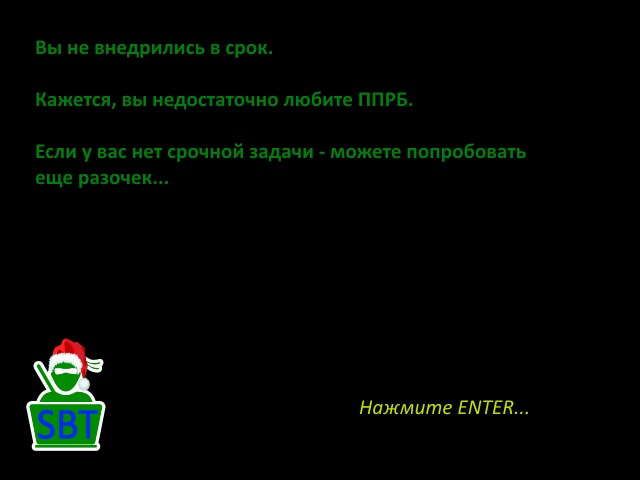 Вы не внедрились в срок.
Кажется, вы недостаточно любите ППРБ.
Если у вас нет срочной задачи - можете попробовать
еще разочек...
Нажмите ENTER...
SBT